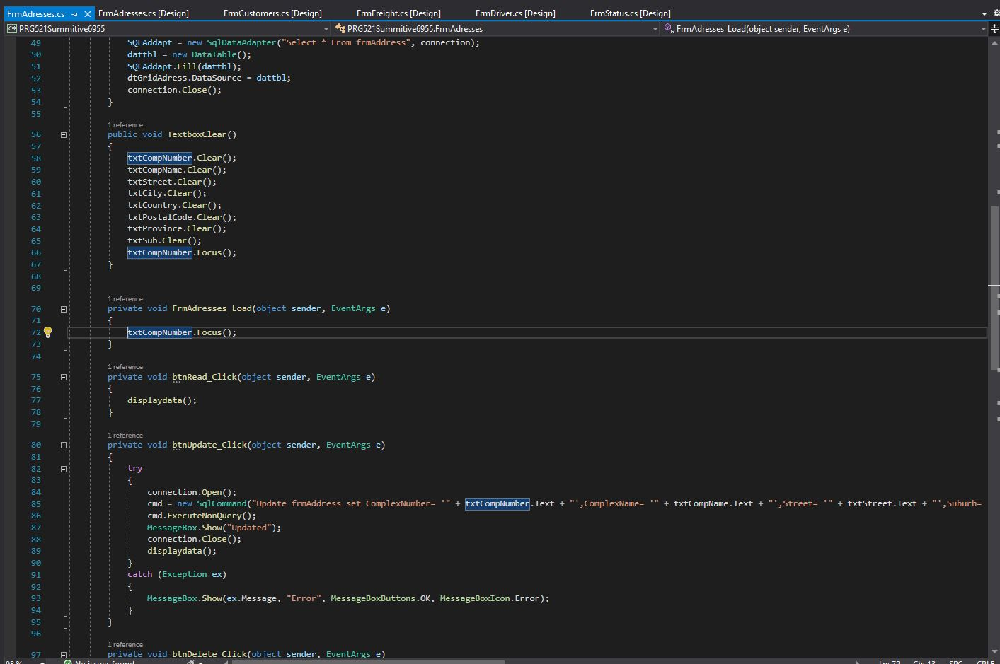 FrmAdresses.cs FrmAdresses.cs [Design] FrmCustomers.cs [Design] FrmFreight.cs [Design] FrmDriver.cs [Design] FrmStatus.cs [Design]
C# PRG521Summitive6955 PRG521Summitive6955.FrmAdresses FrmAdresses_Load(object sender, EventArgs e)
49 SQLAddapt = new SqlDataAdapter("Select * From frmAddress", connection);
50 dattbl = new DataTable();
51 SQLAddapt.Fill(dattbl);
52 dtGridAdress.DataSource = dattbl;
53 connection.Close();
54 }
55
1 reference
56 public void TextboxClear()
57 {
58 txtCompNumber.Clear();
59 txtCompName.Clear();
60 txtStreet.Clear();
61 txtCity.Clear();
62 txtCountry.Clear();
63 txtPostalCode.Clear();
64 txtProvince.Clear();
65 txtSub.Clear();
66 txtCompNumber.Focus();
67 }
68
69
1 reference
70 private void FrmAdresses_Load(object sender, EventArgs e)
71 {
72 txtCompNumber.Focus();
73 }
74
1 reference
75 private void btnRead_Click(object sender, EventArgs e)
76 {
77 displaydata();
78 }
79
1 reference
80 private void btnUpdate_Click(object sender, EventArgs e)
81 {
82 try
83 {
84 connection.Open();
85 cmd = new SqlCommand("Update frmAddress set ComplexNumber= '" + txtCompNumber.Text + "',ComplexName= '" + txtCompName.Text + "',Street= '" + txtStreet.Text + "',Suburb=
86 cmd.ExecuteNonQuery();
87 MessageBox.Show("Updated");
88 connection.Close();
89 displaydata();
90 }
91 catch (Exception ex)
92 {
93 MessageBox.Show(ex.Message, "Error", MessageBoxButtons.OK, MessageBoxIcon.Error);
94 }
95 }
96
1 reference
97 private void btnDelete_Click(object sender, EventArgs e)
98 % No issues found Ln: 72 Ch: 13 SPC CRLF